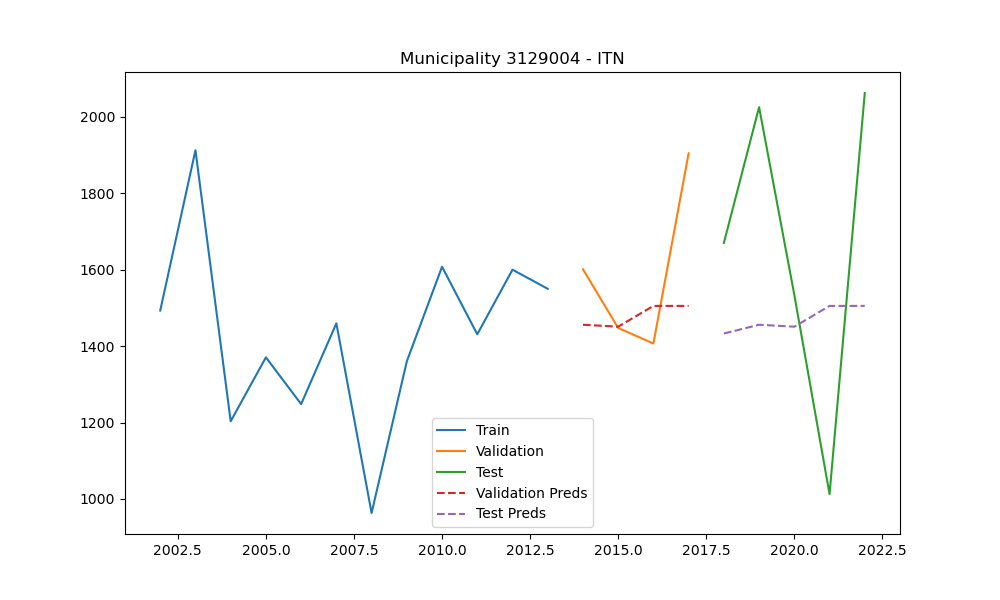 Municipality 3129004 - ITN
2000
1800
1600
1400
1200
1000
Train
Validation
Test
Validation Preds
Test Preds
2002.5 2005.0 2007.5 2010.0 2012.5 2015.0 2017.5 2020.0 2022.5